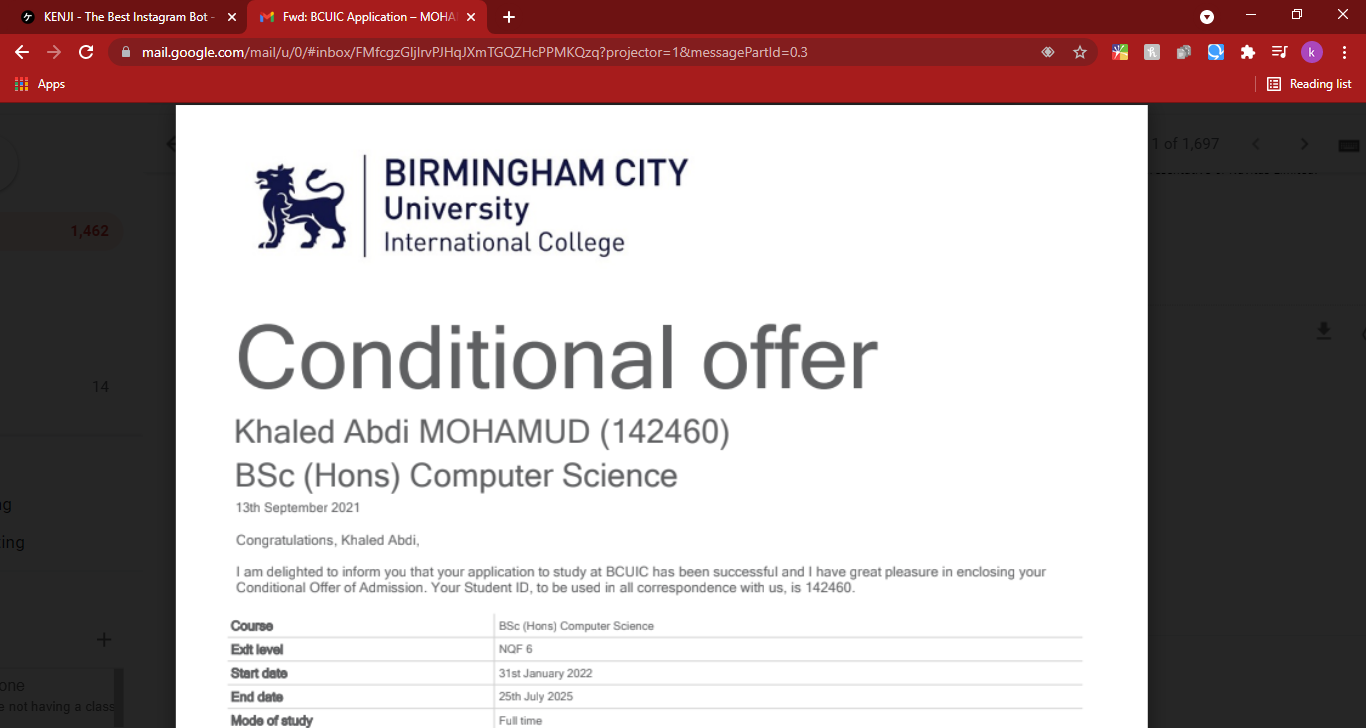 ケ KENJI - The Best Instagram Bot -
Fwd: BCUIC Application – MOHA
mail.google.com/mail/u/0/#inbox/FMfcgzGljlrvPJHqJXmTGQZHcPPMKQzq?projector=1&messagePartId=0.3
k
Apps
Reading list
1 of 1,697
1,462
14
ing
one
e not having a class
BIRMINGHAM CITY
University
International College
Conditional offer
Khaled Abdi MOHAMUD (142460)
BSc (Hons) Computer Science
13th September 2021
Congratulations, Khaled Abdi,
I am delighted to inform you that your application to study at BCUIC has been successful and I have great pleasure in enclosing your
Conditional Offer of Admission. Your Student ID, to be used in all correspondence with us, is 142460.
Course BSc (Hons) Computer Science
Exit level NQF 6
Start date 31st January 2022
End date 25th July 2025
Mode of study Full time